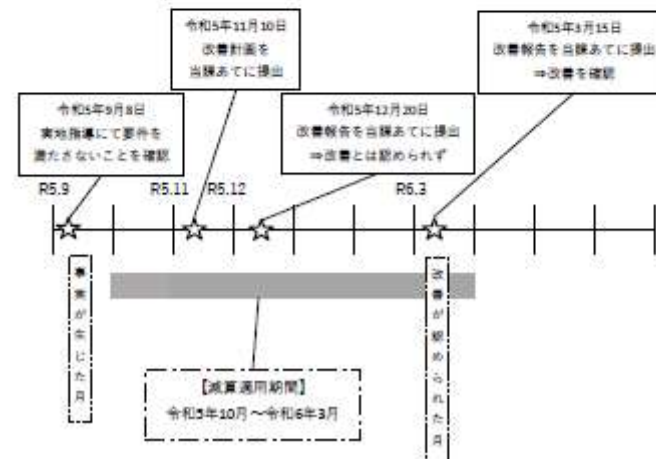 令和5年11月10日
改善計画を
当課あてに提出
令和5年3月15日
改善報告を当課あてに提出
⇒改善を確認
令和5年9月8日
実地指導にて要件を
満たさないことを確認
令和5年12月20日
改善報告を当課あてに提出
⇒改善とは認められず
R5.9
R5.11
R5.12
R6.3
事実が生じた月
改善が認められた月
【減算適用期間】
令和5年10月～令和6年3月